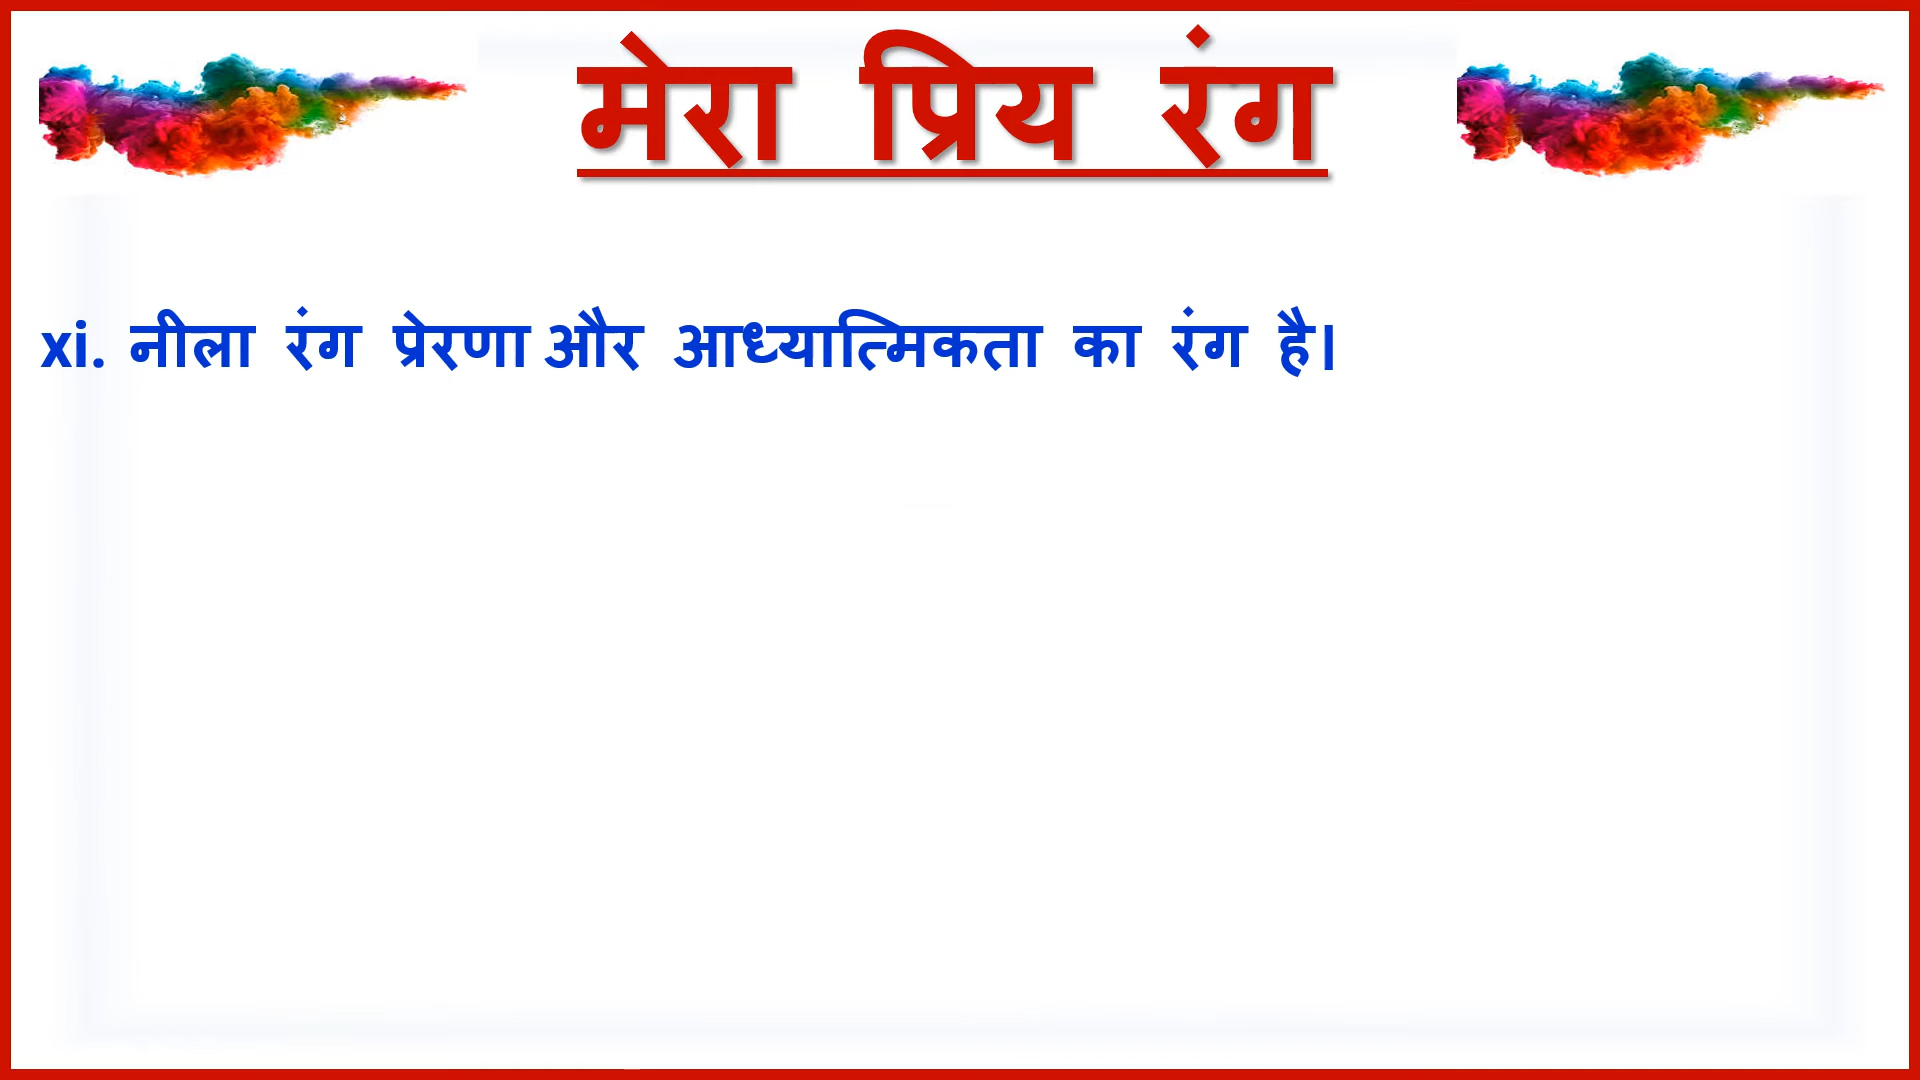 मेरा प्रिय रंग
xi. नीला रंग प्रेरणा और आध्यात्मिकता का रंग है।